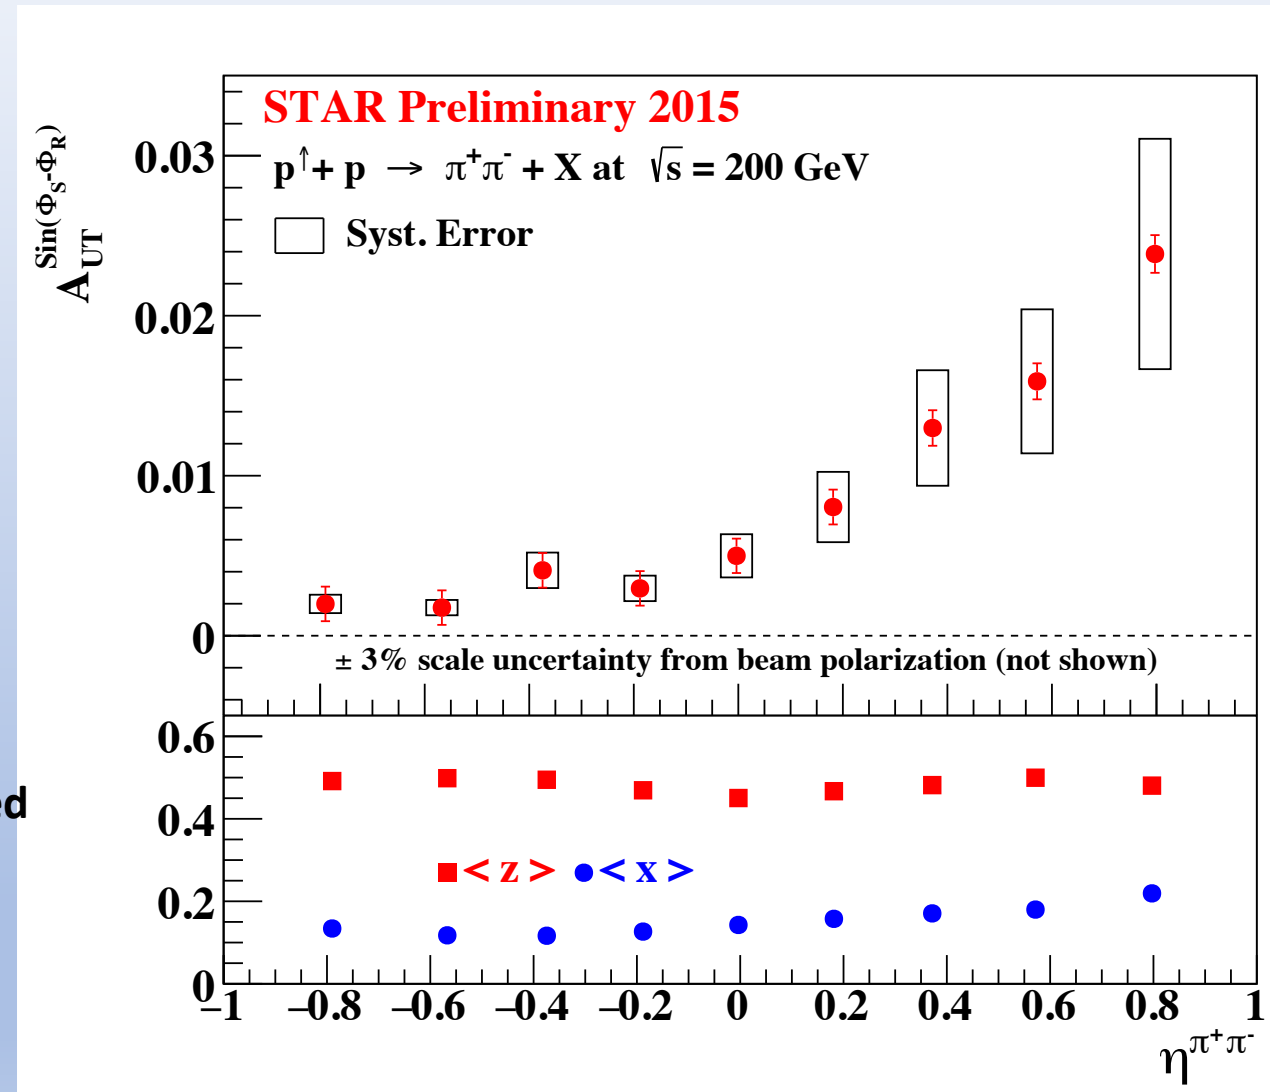 STAR Preliminary 2015
p↑+ p → π+π- + X at √s = 200 GeV
Syst. Error
A_UT^Sin(Φ_S-Φ_R)
0.03
0.02
0.01
0
± 3% scale uncertainty from beam polarization (not shown)
0.6
0.4
0.2
0
< z > < x >
−1 −0.8 −0.6 −0.4 −0.2 0 0.2 0.4 0.6 0.8 1
η^π+π-
ed